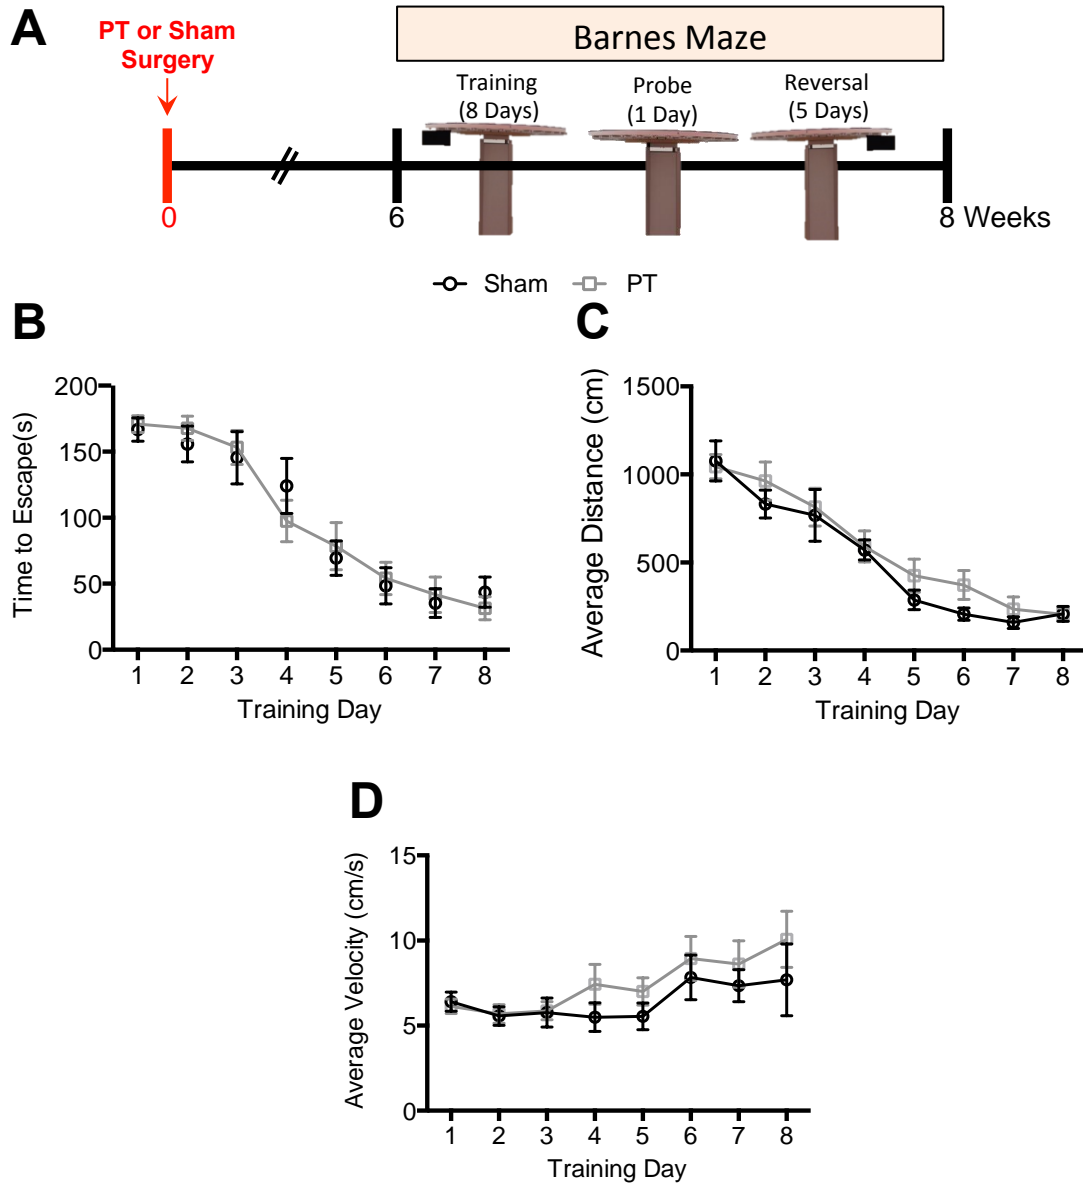 A
PT or Sham
Surgery
Barnes Maze
Training
(8 Days)
Probe
(1 Day)
Reversal
(5 Days)
0
6
8 Weeks
Sham
PT
B
Time to Escape(s)
200
150
100
50
0
1 2 3 4 5 6 7 8
Training Day
C
Average Distance (cm)
1500
1000
500
0
1 2 3 4 5 6 7 8
Training Day
D
Average Velocity (cm/s)
15
10
5
0
1 2 3 4 5 6 7 8
Training Day